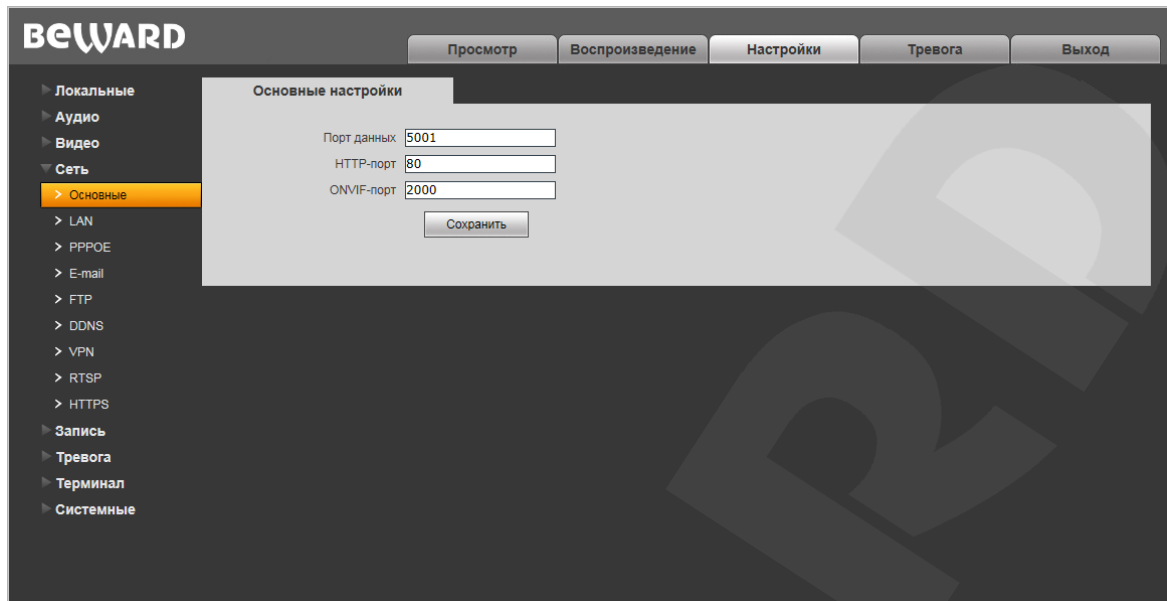 BEWARD
Просмотр Воспроизведение Настройки Тревога Выход
Локальные
Аудио
Видео
Сеть
Основные
LAN
PPPOE
E-mail
FTP
DDNS
VPN
RTSP
HTTPS
Запись
Тревога
Терминал
Системные
Основные настройки
Порт данных 5001
HTTP-порт 80
ONVIF-порт 2000
Сохранить
RD